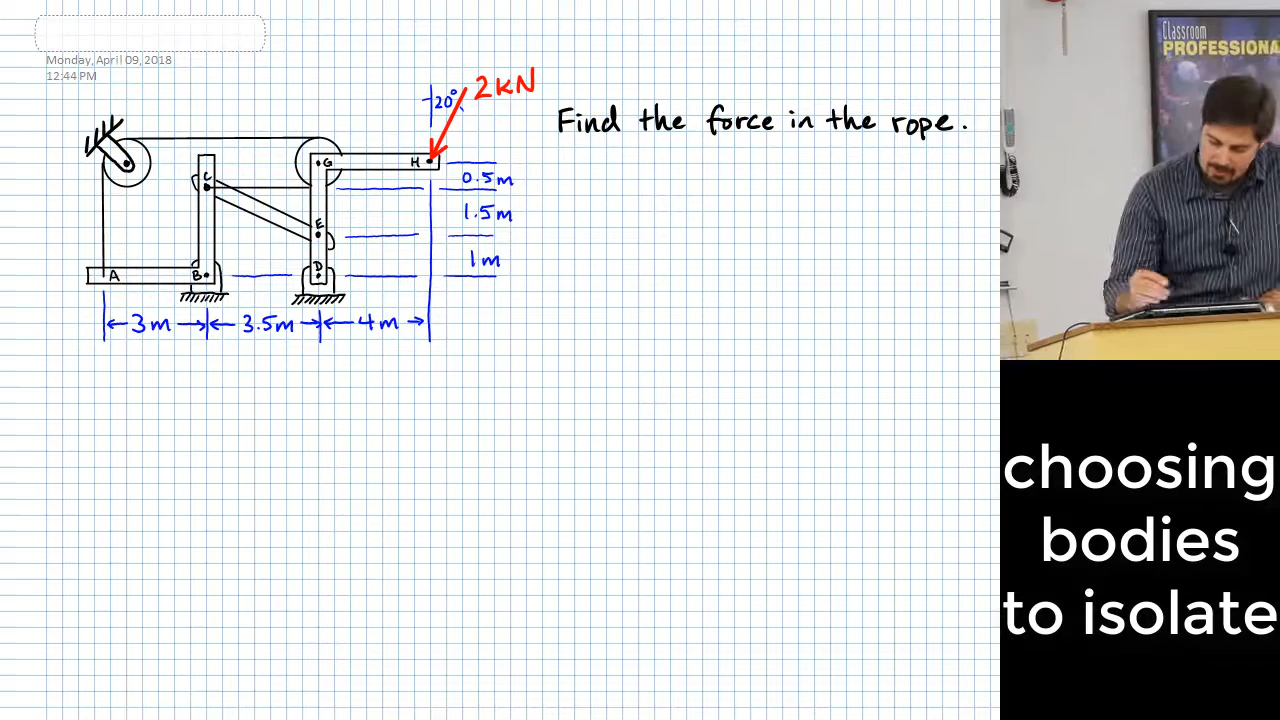 Monday, April 09, 2018
12:44 PM
20°
2KN
Find the force in the rope.
G
H
C
0.5m
1.5m
E
1m
D
A
B
3m
3.5m
4m
Classroom
PROFESSIONA
choosing
bodies
to isolate